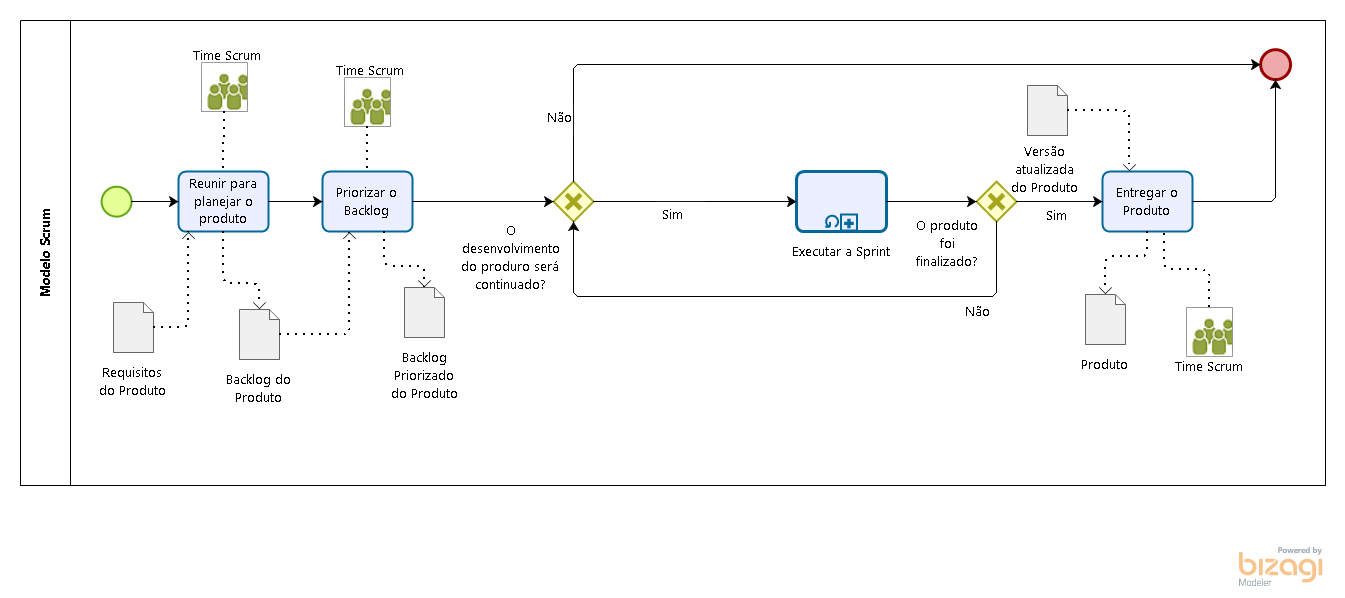 Modelo Scrum
Time Scrum
Time Scrum
Reunir para
planejar o
produto
Priorizar o
Backlog
Requisitos
do Produto
Backlog do
Produto
Backlog
Priorizado
do Produto
Não
O
desenvolvimento
do produro será
continuado?
Sim
Executar a Sprint
O produto
foi
finalizado?
Não
Sim
Versão
atualizada
do Produto
Entregar o
Produto
Produto
Time Scrum
Powered by
bizagi
Modeler